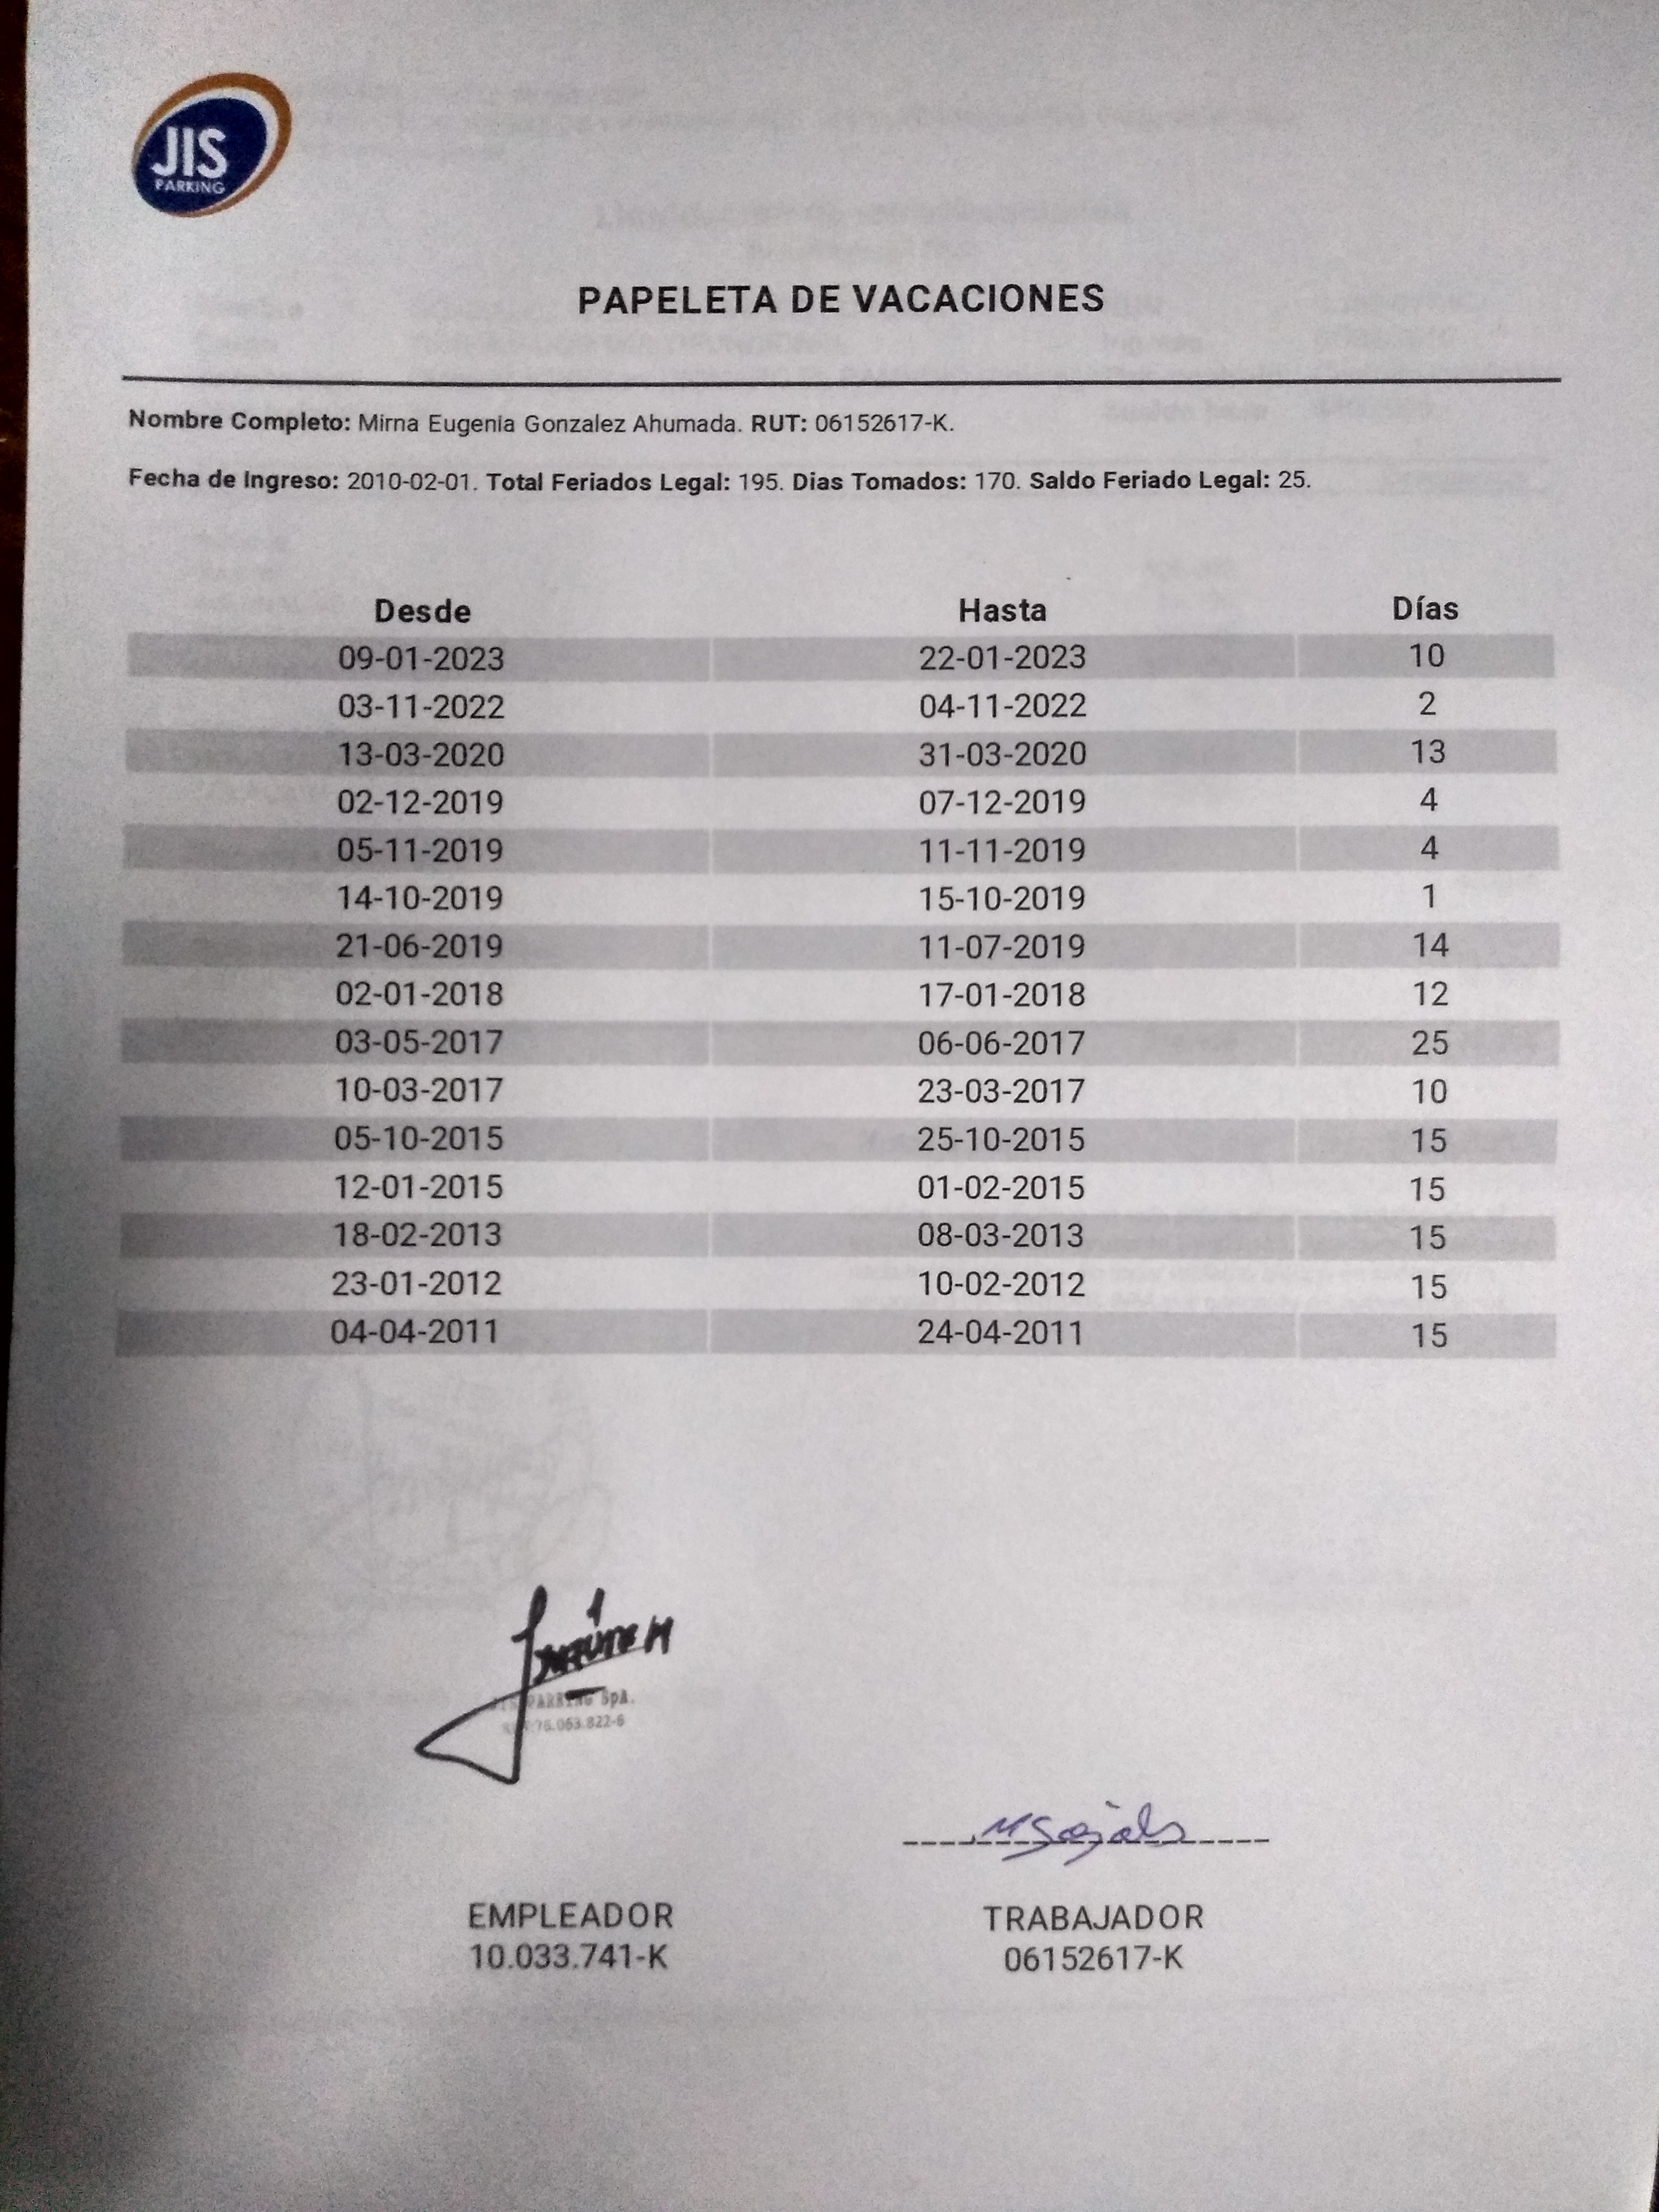 JIS
PARKING
PAPELETA DE VACACIONES
Nombre Completo: Mirna Eugenia Gonzalez Ahumada. RUT: 06152617-K.
Fecha de Ingreso: 2010-02-01. Total Feriados Legal: 195. Dias Tomados: 170. Saldo Feriado Legal: 25.
Desde Hasta Días
09-01-2023 22-01-2023 10
03-11-2022 04-11-2022 2
13-03-2020 31-03-2020 13
02-12-2019 07-12-2019 4
05-11-2019 11-11-2019 4
14-10-2019 15-10-2019 1
21-06-2019 11-07-2019 14
02-01-2018 17-01-2018 12
03-05-2017 06-06-2017 25
10-03-2017 23-03-2017 10
05-10-2015 25-10-2015 15
12-01-2015 01-02-2015 15
18-02-2013 08-03-2013 15
23-01-2012 10-02-2012 15
04-04-2011 24-04-2011 15
PARKING SpA.
76.063.822-6
EMPLEADOR TRABAJADOR
10.033.741-K 06152617-K